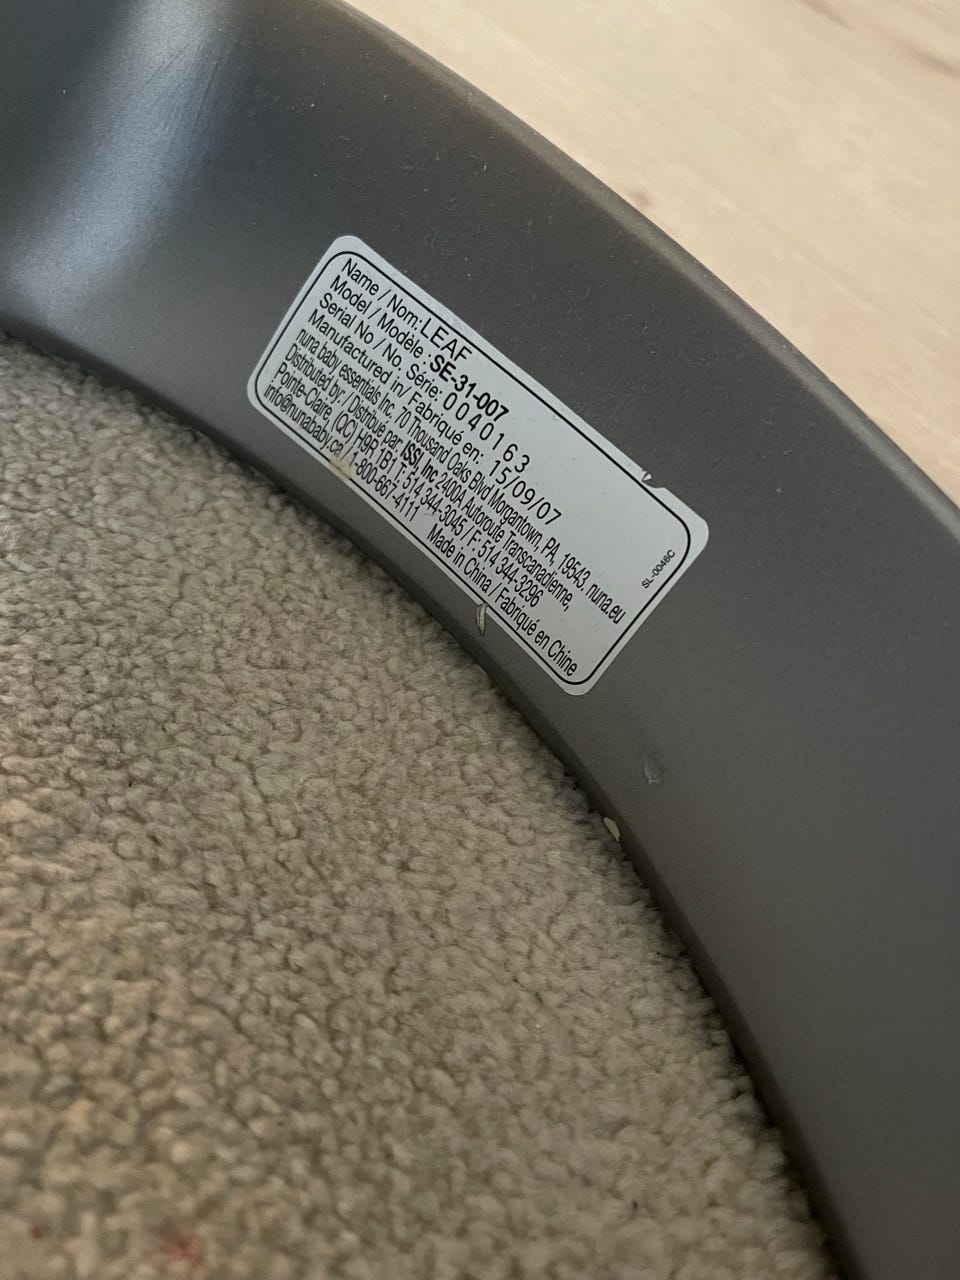 Name / Nom: LEAF
Model / Modèle : SE-31-007
Serial No / No. Série: 0040163
Manufactured in/ Fabriqué en: 15/09/07
nuna baby essentials Inc. 70 Thousand Oaks Blvd Morgantown, PA, 19543. nuna.eu
Distributed by: / Distribué par: ISSI, Inc 2400A Autoroute Transcanadienne,
Pointe-Claire, (QC) H9R 1B1 T: 514 344-3045 / F: 514 344-3296
info@nunababy.ca / 1-800-667-4111 Made in China / Fabriqué en Chine
SL-0046C